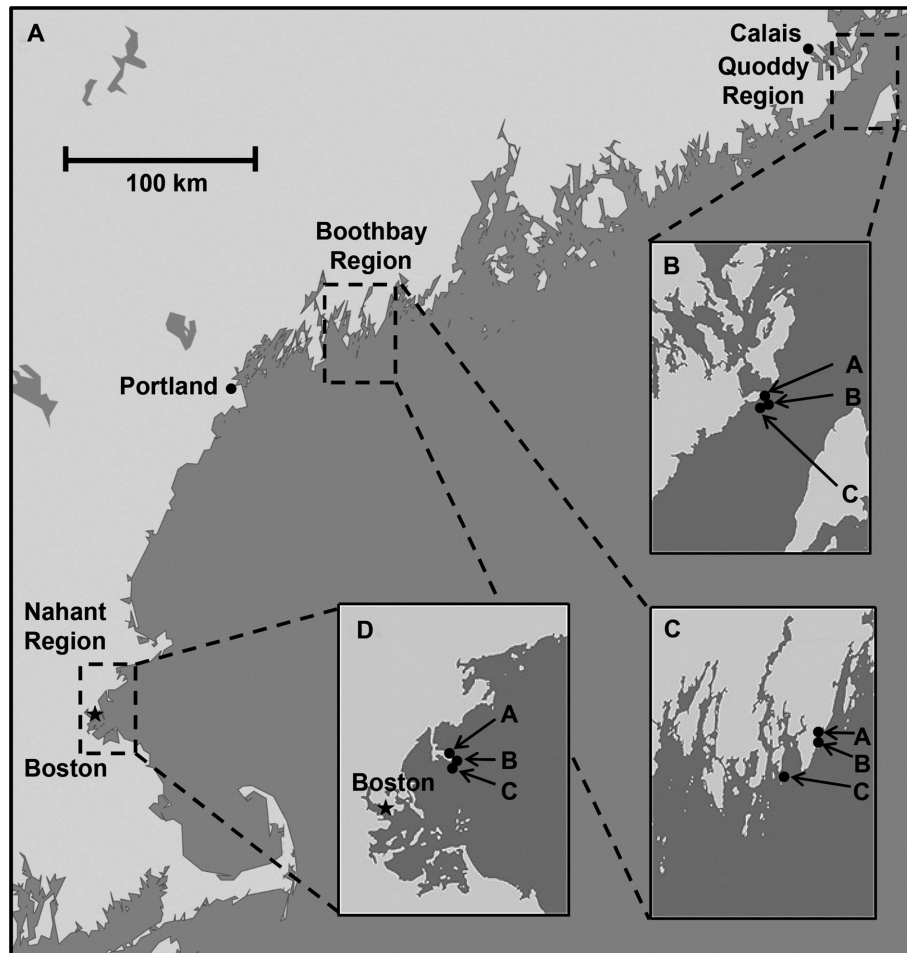 A
Calais
Quoddy
Region
100 km
Boothbay
Region
B
A
B
C
Portland
Nahant
Region
D
C
A
B
C
A
B
C
Boston
Boston